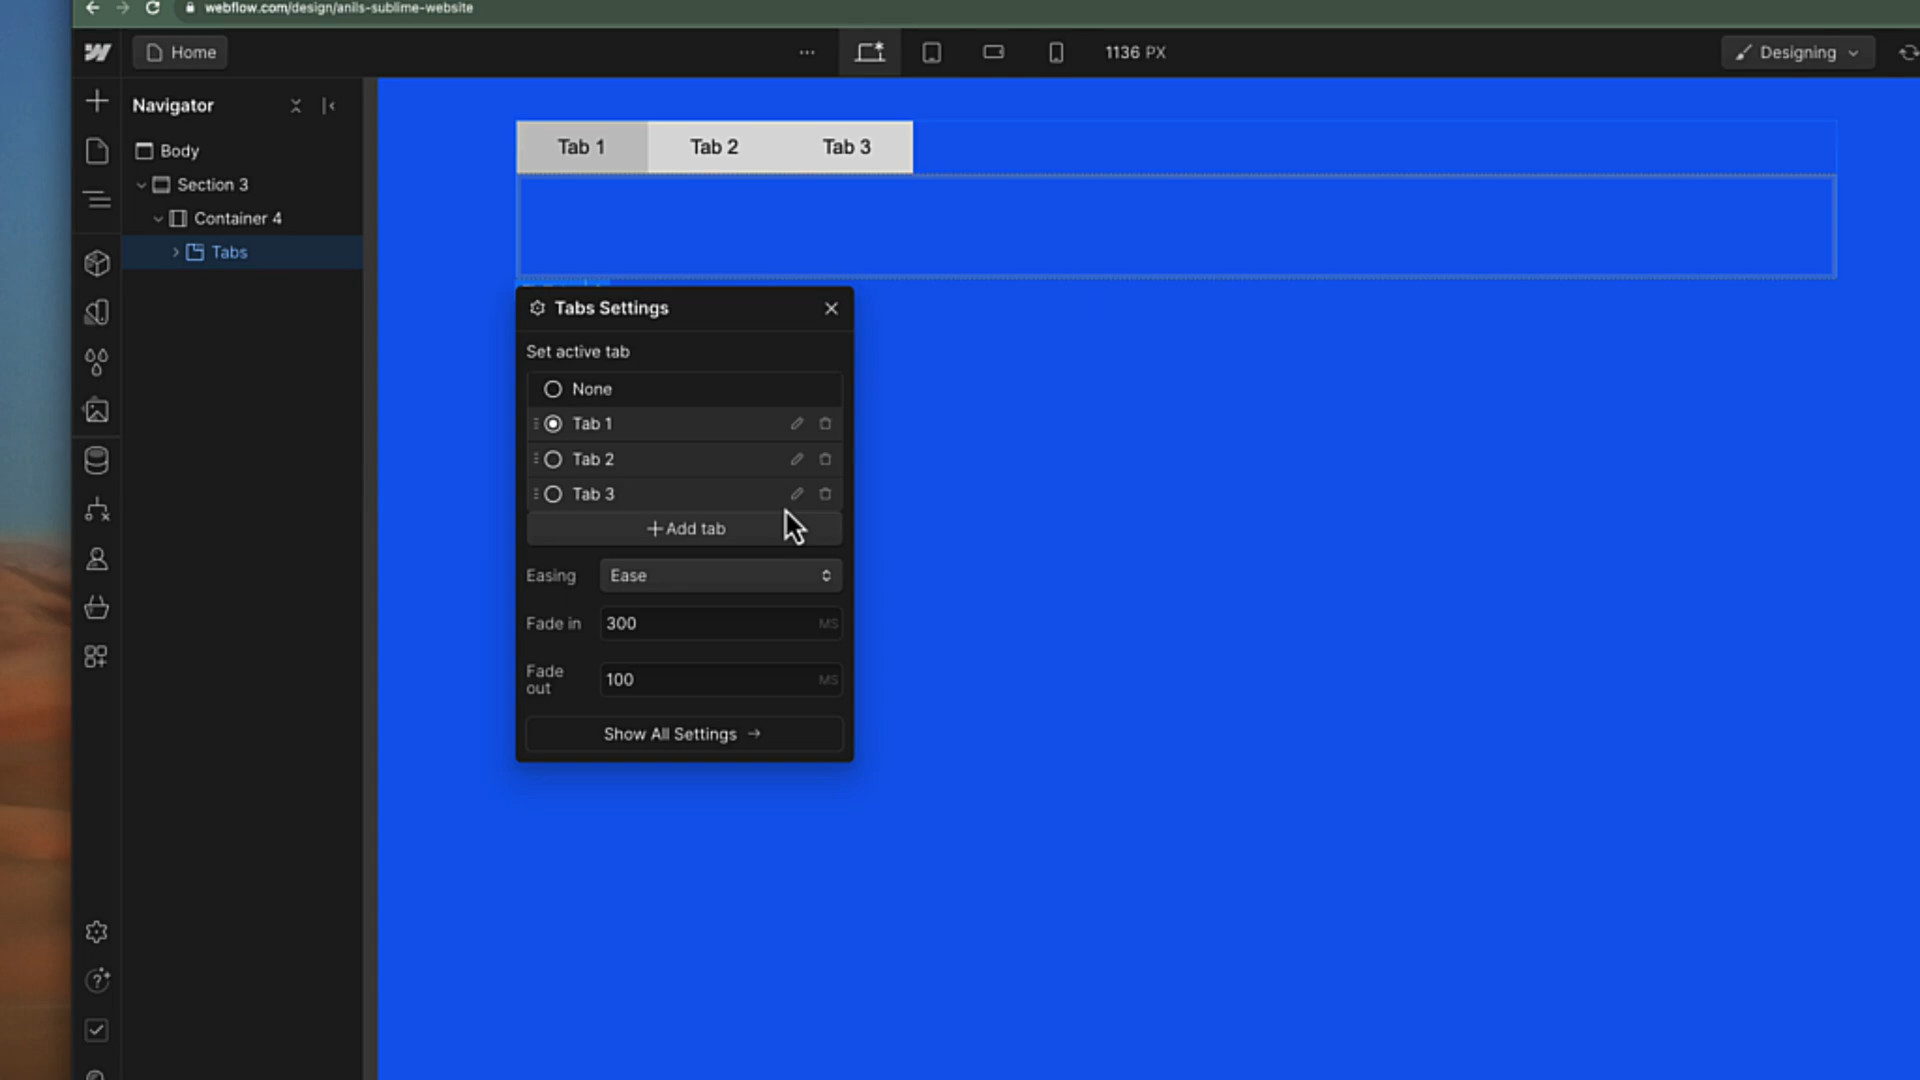 webflow.com/design/anils-sublime-website
Home
1136 PX
Designing
Navigator
Body
Section 3
Container 4
Tabs
Tab 1
Tab 2
Tab 3
Tabs Settings
Set active tab
None
Tab 1
Tab 2
Tab 3
+ Add tab
Easing
Ease
Fade in
300
MS
Fade
out
100
MS
Show All Settings →